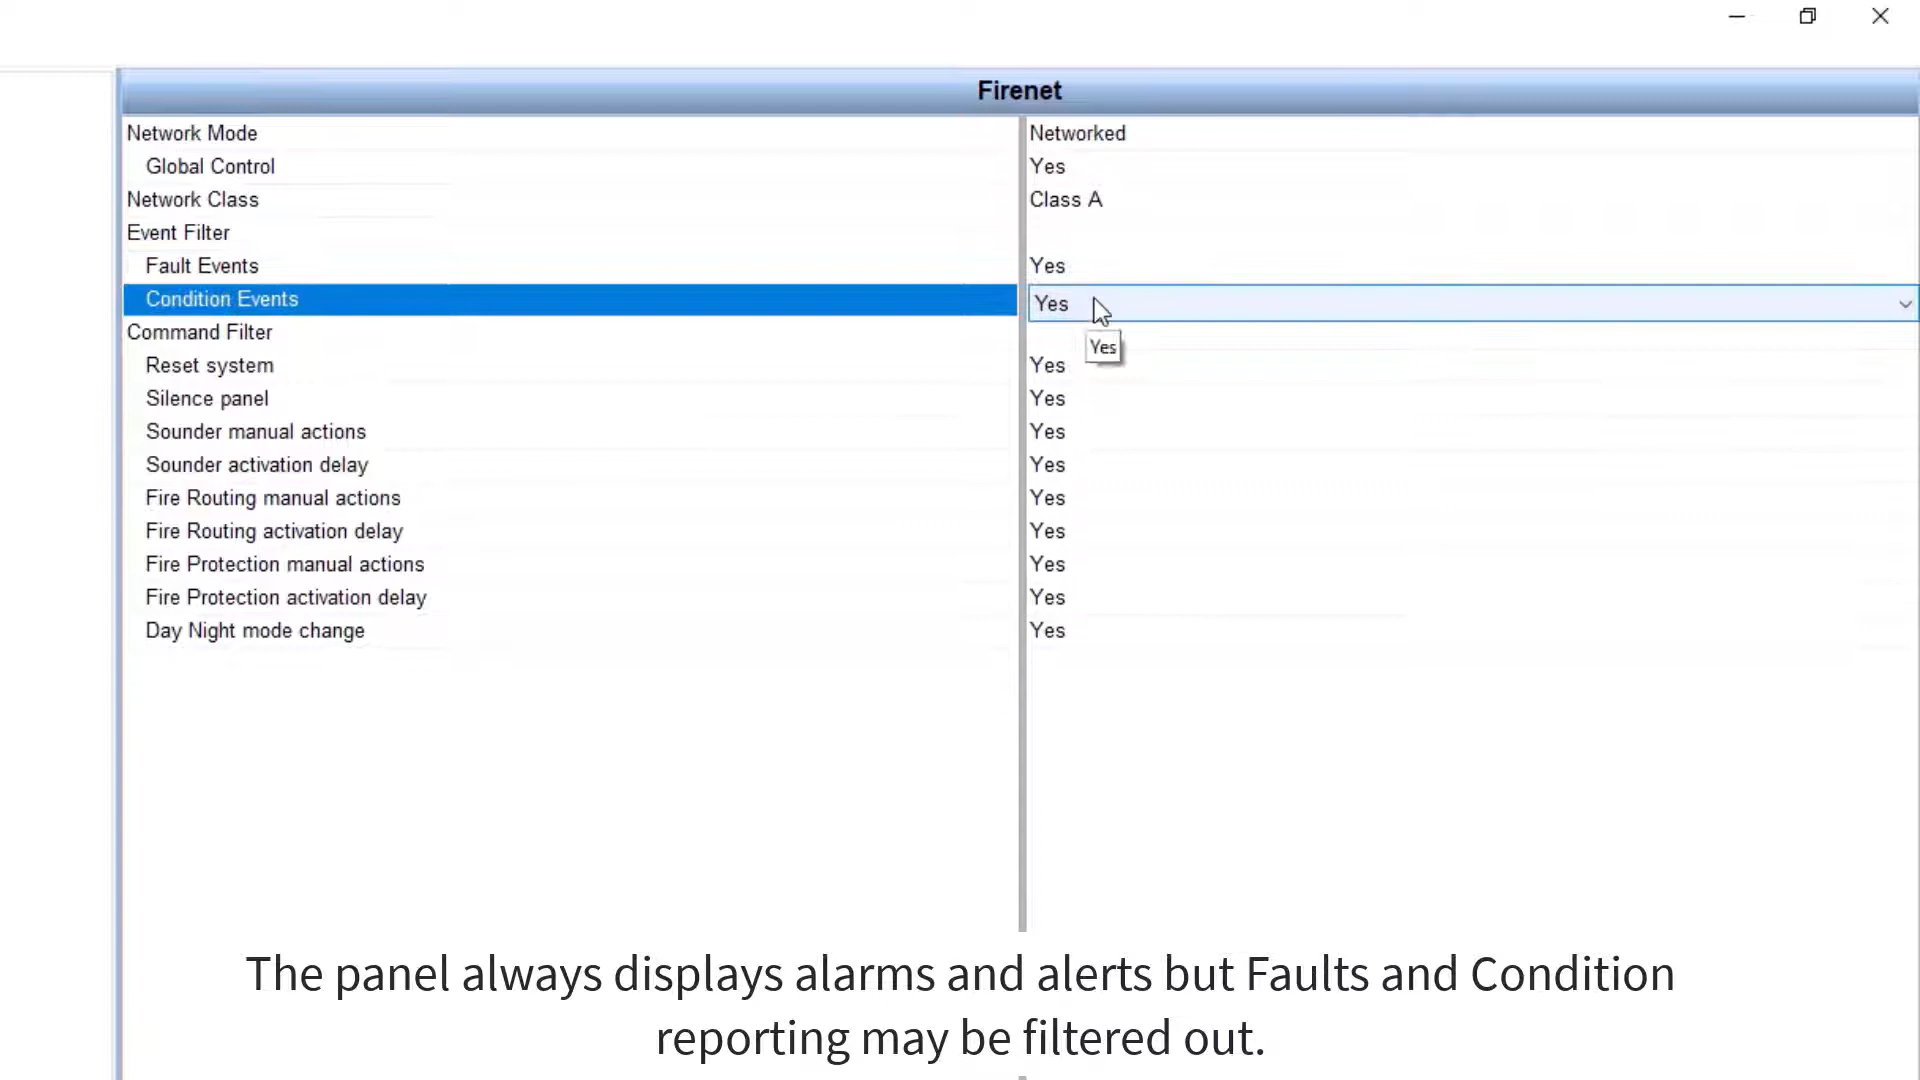 Firenet
Network Mode Networked
Global Control Yes
Network Class Class A
Event Filter
Fault Events Yes
Condition Events Yes
Command Filter
Yes
Reset system Yes
Silence panel Yes
Sounder manual actions Yes
Sounder activation delay Yes
Fire Routing manual actions Yes
Fire Routing activation delay Yes
Fire Protection manual actions Yes
Fire Protection activation delay Yes
Day Night mode change Yes
The panel always displays alarms and alerts but Faults and Condition
reporting may be filtered out.